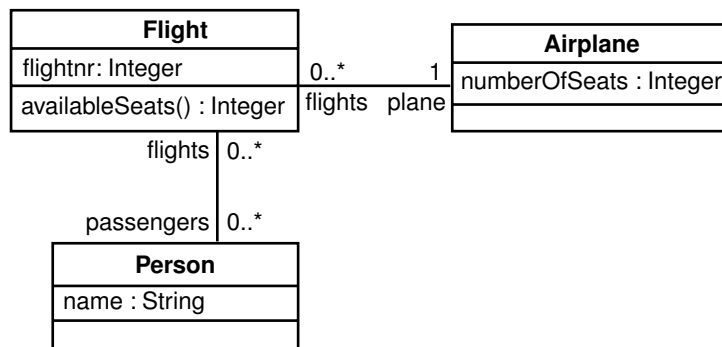 Flight
flightnr: Integer
availableSeats() : Integer
0..* 1
flights plane
Airplane
numberOfSeats : Integer
flights 0..*
passengers 0..*
Person
name : String